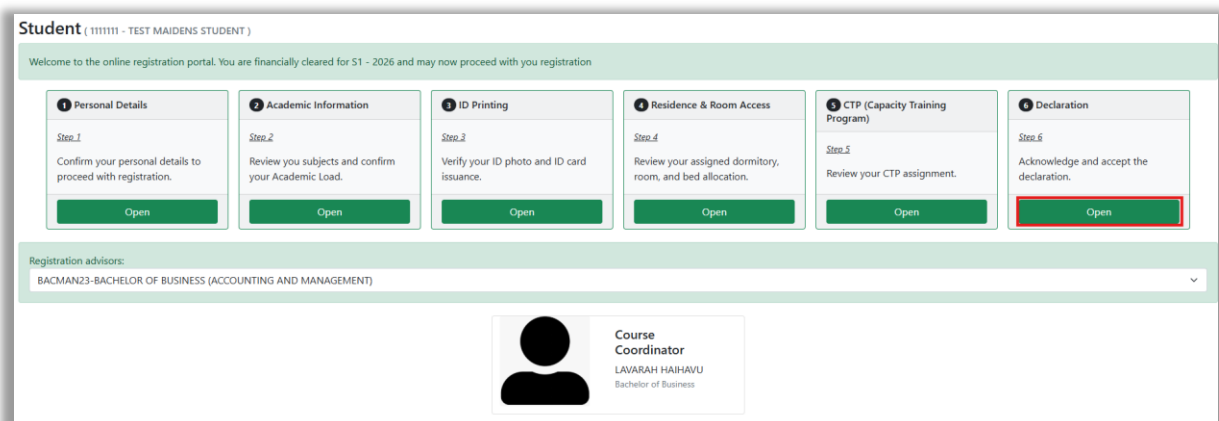 Student ( 1111111 - TEST MAIDENS STUDENT )
Welcome to the online registration portal. You are financially cleared for S1 - 2026 and may now proceed with you registration
1 Personal Details
Step 1
Confirm your personal details to
proceed with registration.
Open
2 Academic Information
Step 2
Review you subjects and confirm
your Academic Load.
Open
3 ID Printing
Step 3
Verify your ID photo and ID card
issuance.
Open
4 Residence & Room Access
Step 4
Review your assigned dormitory,
room, and bed allocation.
Open
5 CTP (Capacity Training
Program)
Step 5
Review your CTP assignment.
Open
6 Declaration
Step 6
Acknowledge and accept the
declaration.
Open
Registration advisors:
BACMAN23-BACHELOR OF BUSINESS (ACCOUNTING AND MANAGEMENT)
Course
Coordinator
LAVARAH HAIHAVU
Bachelor of Business